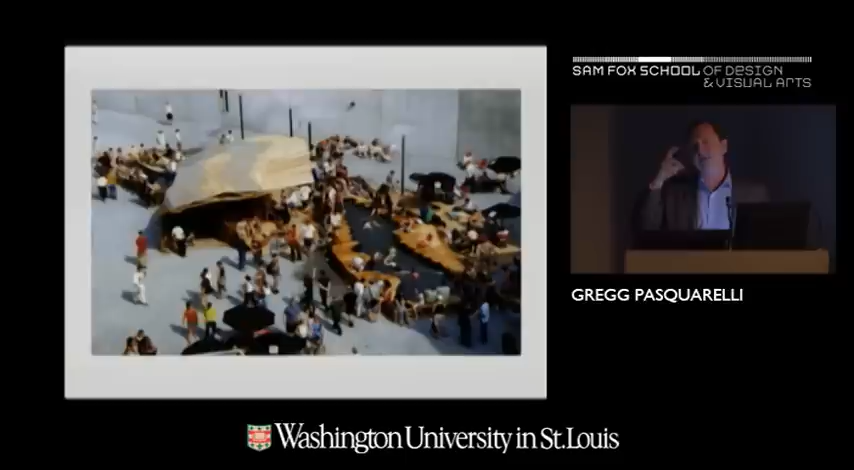 SAM FOX SCHOOL OF DESIGN
& VISUAL ARTS
GREGG PASQUARELLI
Washington University in St. Louis